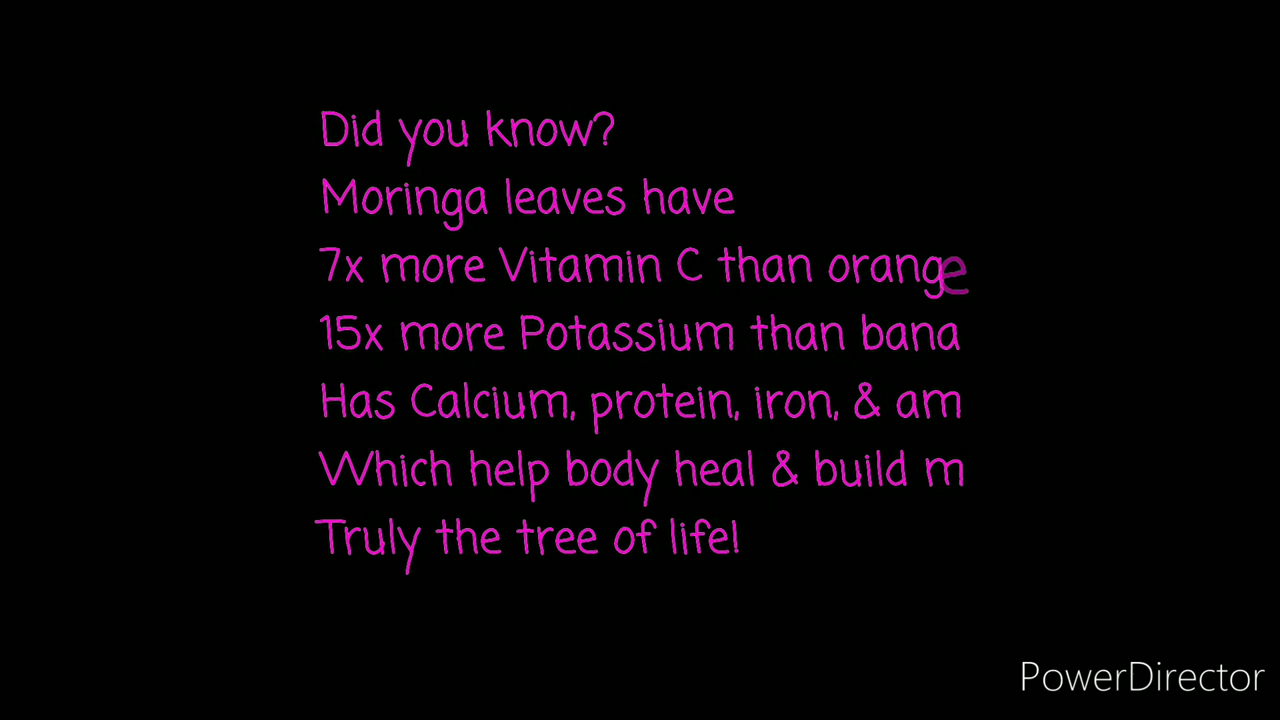 Did you know?
Moringa leaves have
7x more Vitamin C than orange
15x more Potassium than bana
Has Calcium, protein, iron, & am
Which help body heal & build m
Truly the tree of life!
PowerDirector